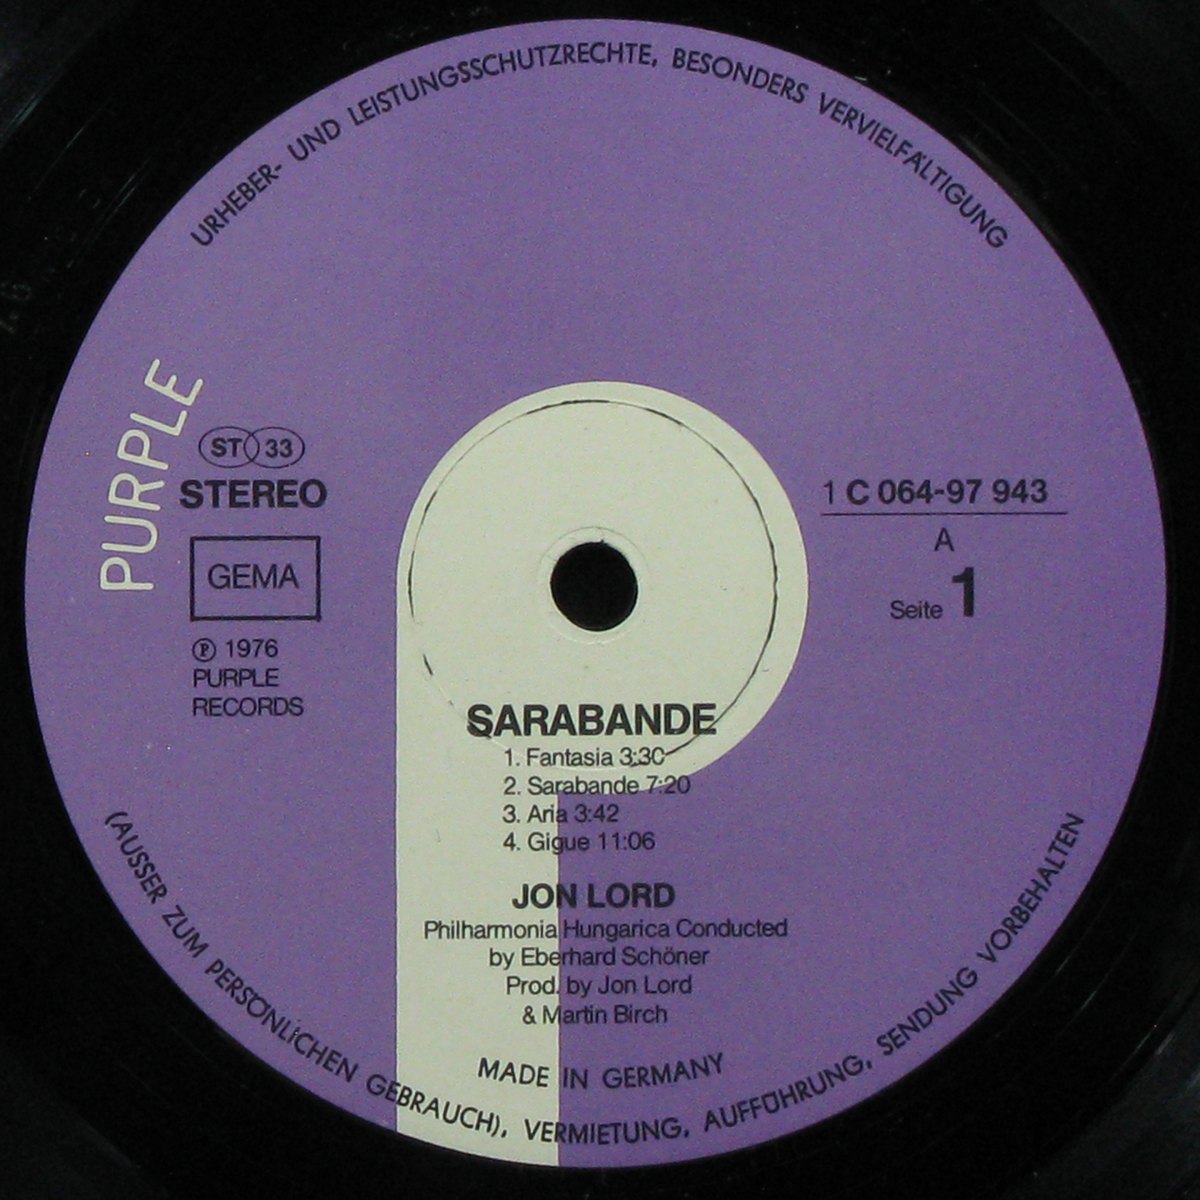 URHEBER- UND LEISTUNGSSCHUTZRECHTE, BESONDERS VERVIELFÄLTIGUNG
PURPLE
ST 33
STEREO
GEMA
Ⓟ 1976
PURPLE
RECORDS
1 C 064-97 943
A
Seite 1
SARABANDE
1. Fantasia 3:30
2. Sarabande 7:20
3. Aria 3:42
4. Gigue 11:06
JON LORD
Philharmonia Hungarica Conducted
by Eberhard Schöner
Prod. by Jon Lord
& Martin Birch
MADE IN GERMANY
(AUSSER ZUM PERSÖNLICHEN GEBRAUCH), VERMIETUNG, AUFFÜHRUNG, SENDUNG VORBEHALTEN